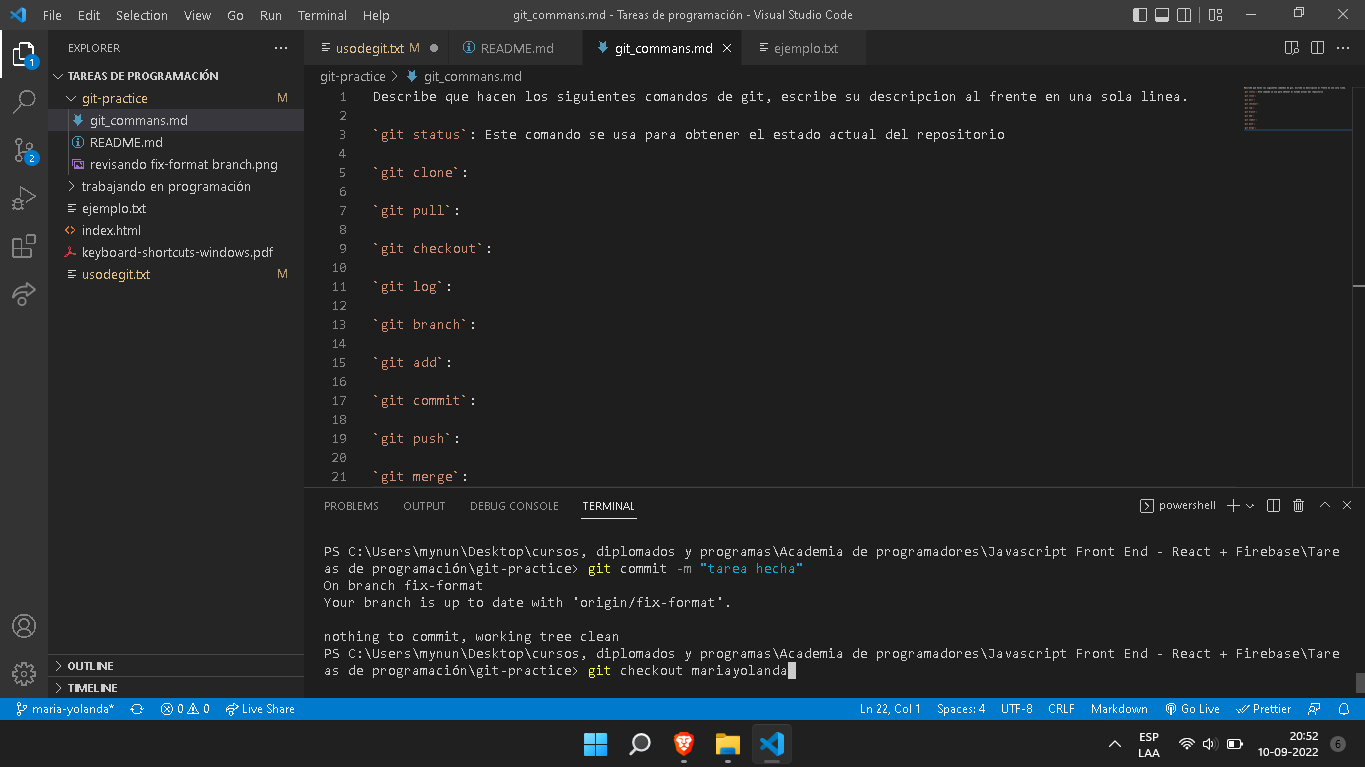 File Edit Selection View Go Run Terminal Help
git_commans.md - Tareas de programación - Visual Studio Code
EXPLORER
usodegit.txt M
README.md
git_commans.md
ejemplo.txt
1
2
TAREAS DE PROGRAMACIÓN
git-practice M
git_commans.md
README.md
revisando fix-format branch.png
trabajando en programación
ejemplo.txt
index.html
keyboard-shortcuts-windows.pdf
usodegit.txt M
OUTLINE
TIMELINE
git-practice > git_commans.md
1 Describe que hacen los siguientes comandos de git, escribe su descripcion al frente en una sola linea.
2
3 `git status`: Este comando se usa para obtener el estado actual del repositorio
4
5 `git clone`:
6
7 `git pull`:
8
9 `git checkout`:
10
11 `git log`:
12
13 `git branch`:
14
15 `git add`:
16
17 `git commit`:
18
19 `git push`:
20
21 `git merge`:
PROBLEMS OUTPUT DEBUG CONSOLE TERMINAL
powershell
PS C:\Users\mynun\Desktop\cursos, diplomados y programas\Academia de programadores\Javascript Front End - React + Firebase\Tare
as de programación\git-practice> git commit -m "tarea hecha"
On branch fix-format
Your branch is up to date with 'origin/fix-format'.
nothing to commit, working tree clean
PS C:\Users\mynun\Desktop\cursos, diplomados y programas\Academia de programadores\Javascript Front End - React + Firebase\Tare
as de programación\git-practice> git checkout mariayolanda
maria-yolanda* 0 0 Live Share
Ln 22, Col 1 Spaces: 4 UTF-8 CRLF Markdown Go Live Prettier
ESP
LAA
20:52
10-09-2022
6